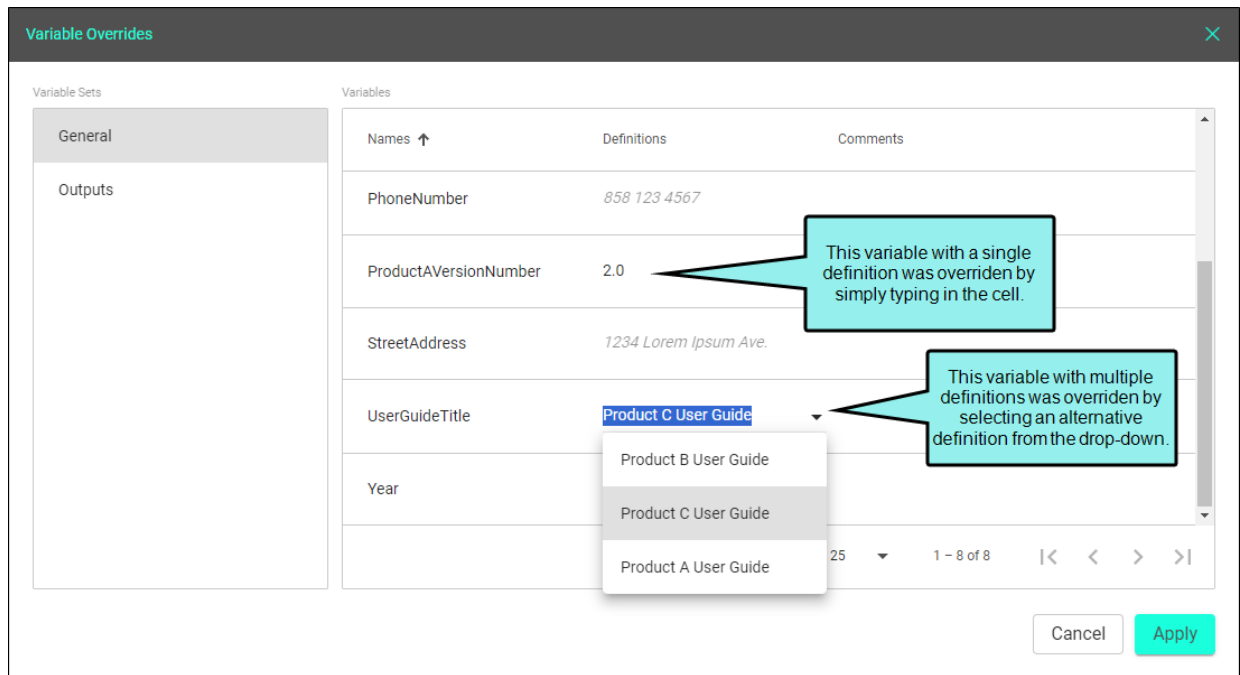 Variable Overrides
Variable Sets
Variables
General
Outputs
Names
Definitions
Comments
PhoneNumber
858 123 4567
ProductAVersionNumber
2.0
This variable with a single
definition was overriden by
simply typing in the cell.
StreetAddress
1234 Lorem Ipsum Ave.
UserGuideTitle
Product C User Guide
This variable with multiple
definitions was overriden by
selecting an alternative
definition from the drop-down.
Product B User Guide
Year
Product C User Guide
Product A User Guide
25
1 – 8 of 8
Cancel
Apply